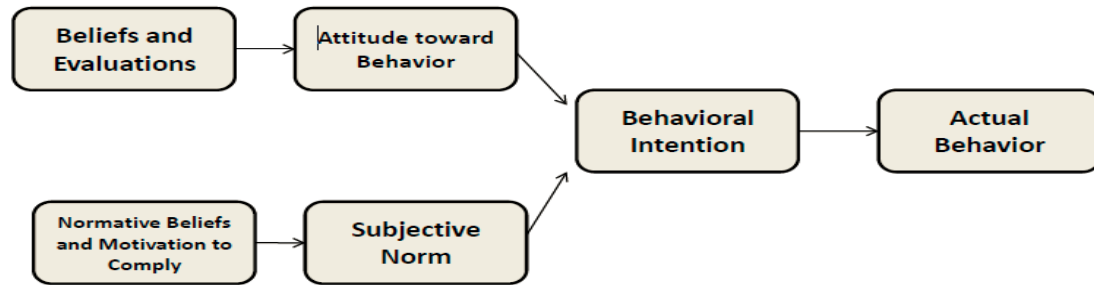 Beliefs and
Evaluations
Attitude toward
Behavior
Behavioral
Intention
Actual
Behavior
Normative Beliefs
and Motivation to
Comply
Subjective
Norm